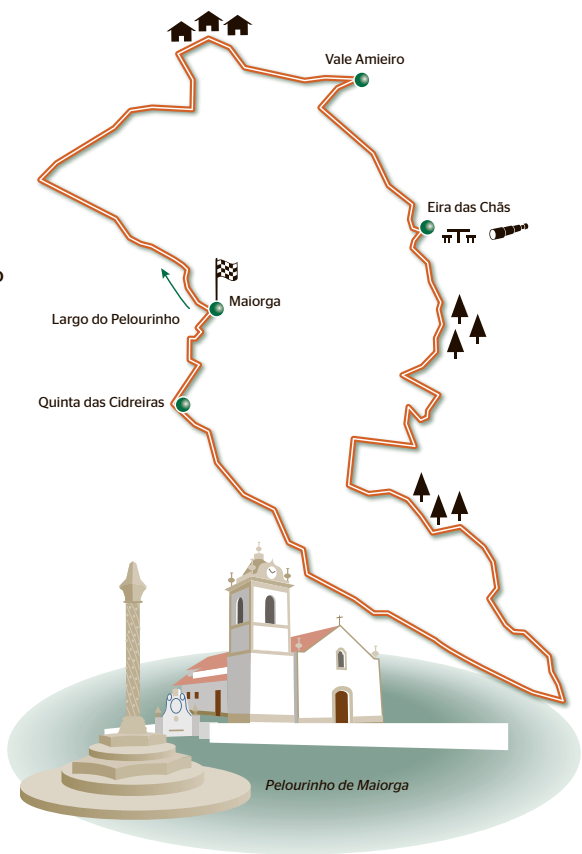 Vale Amieiro
Eira das Chãs
Maiorga
Largo do Pelourinho
Quinta das Cidreiras
Pelourinho de Maiorga